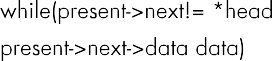 while(present->next!= *head
present->next->data data)